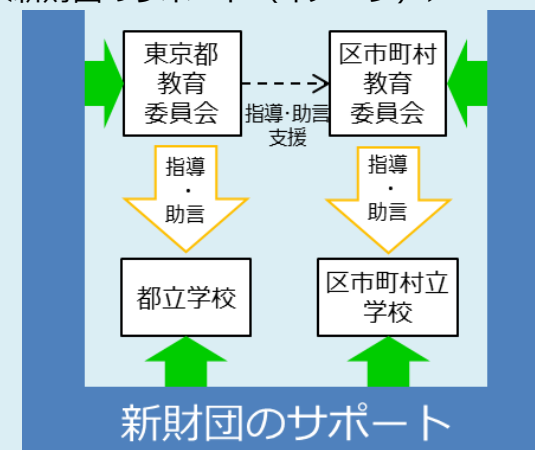 東京都
教育
委員会
区市町村
教育
委員会
指導・助言
支援
指導
・
助言
指導
・
助言
都立学校
区市町村立
学校
新財団のサポート